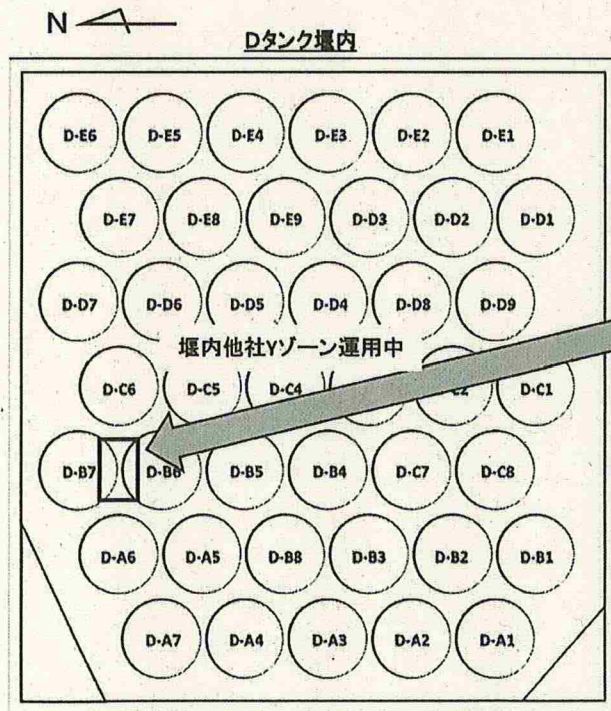 N
Dタンク堰内
D-E6 D-E5 D-E4 D-E3 D-E2 D-E1
D-E7 D-E8 D-E9 D-D3 D-D2 D-D1
D-D7 D-D6 D-D5 D-D4 D-D8 D-D9
堰内他社Yゾーン運用中
D-C6 D-C5 D-C4 D-C1
D-B7 D-B6 D-B5 D-B4 D-C7 D-C8
D-A6 D-A5 D-B8 D-B3 D-B2 D-B1
D-A7 D-A4 D-A3 D-A2 D-A1